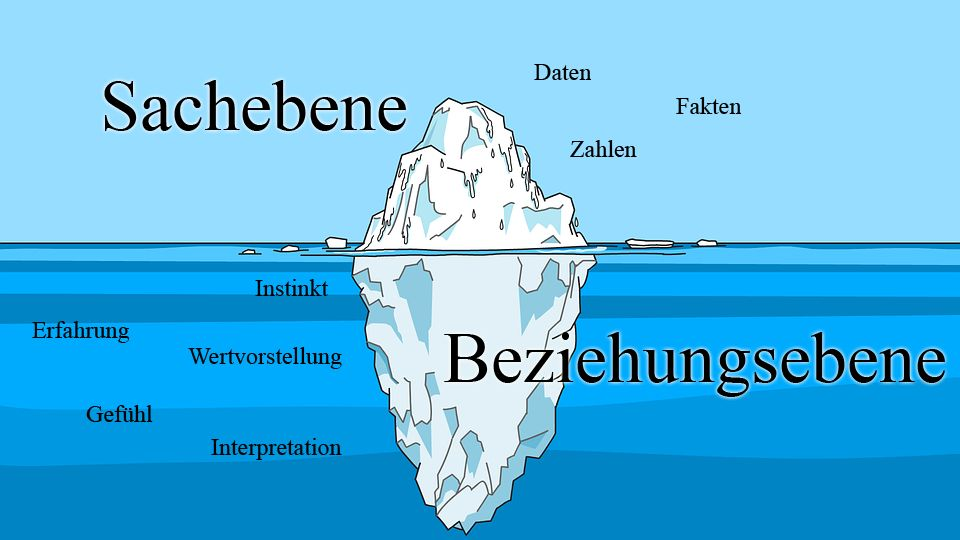 Sachebene
Daten
Fakten
Zahlen
Instinkt
Erfahrung
Wertvorstellung
Gefühl
Interpretation
Beziehungsebene